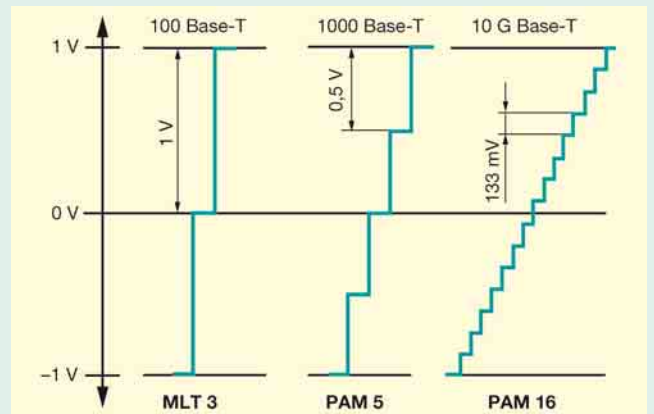 100 Base-T 1000 Base-T 10 G Base-T
1 V
1 V
0,5 V
133 mV
0 V
–1 V
MLT 3 PAM 5 PAM 16